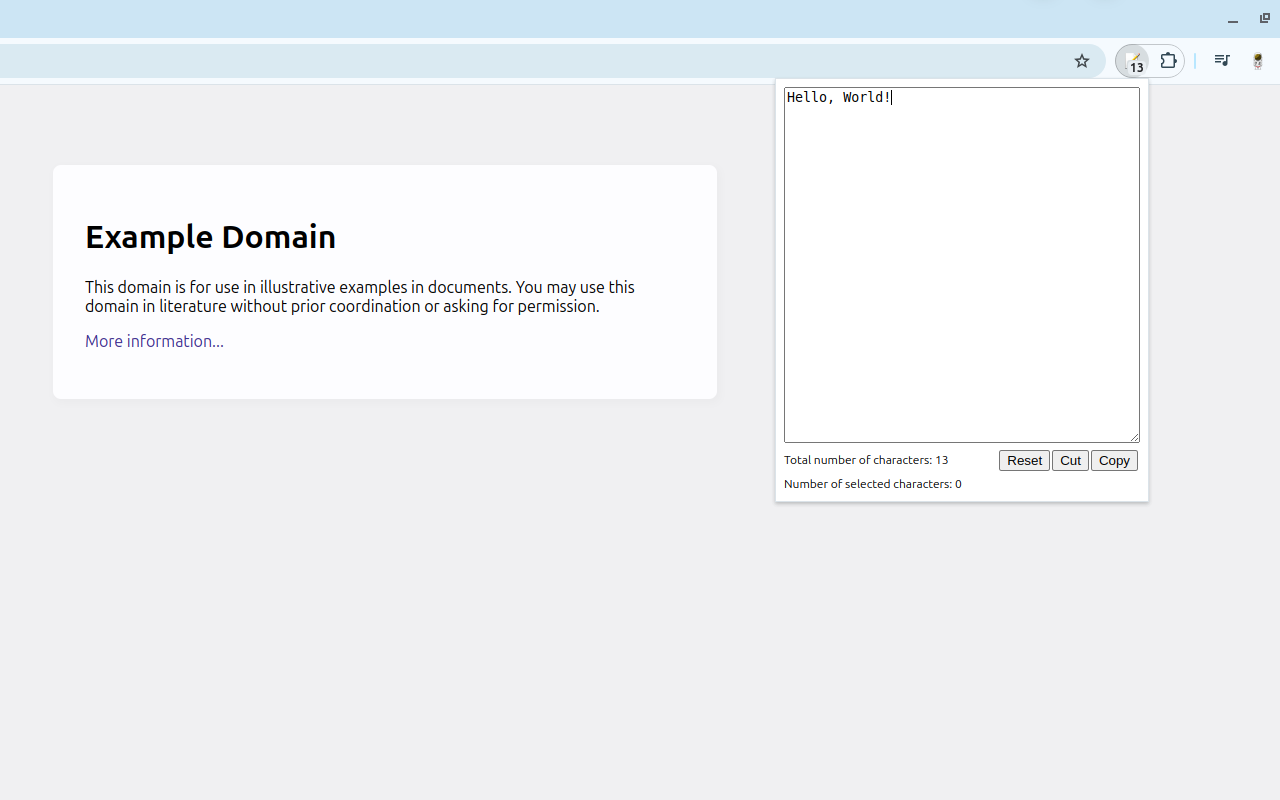 13
Hello, World!
Example Domain
This domain is for use in illustrative examples in documents. You may use this
domain in literature without prior coordination or asking for permission.
More information...
Total number of characters: 13
Reset
Cut
Copy
Number of selected characters: 0